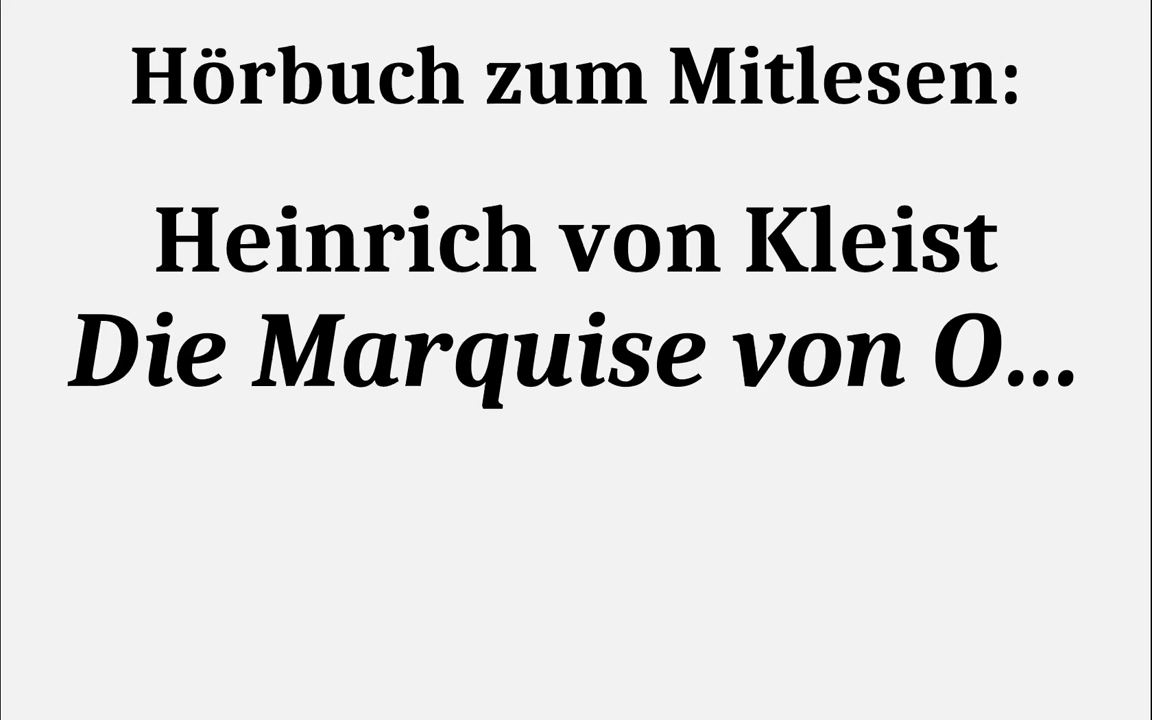 Hörbuch zum Mitlesen:
Heinrich von Kleist
Die Marquise von O...